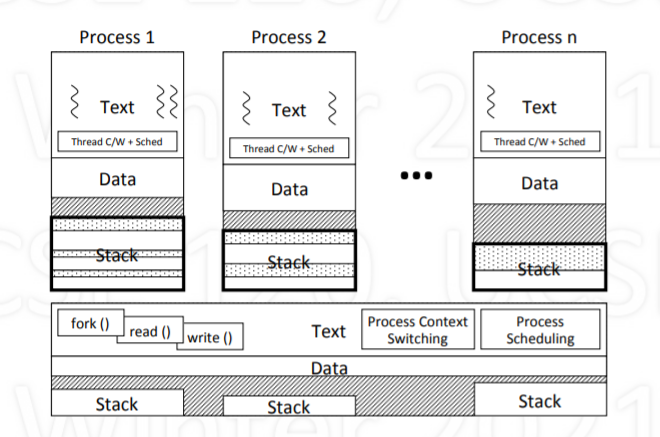 Process 1
Process 2
Process n
Text
Thread C/W + Sched
Data
Stack
Text
Thread C/W + Sched
Data
Stack
Text
Thread C/W + Sched
Data
Stack
fork ()
read ()
write ()
Text
Process Context
Switching
Process
Scheduling
Data
Stack
Stack
Stack